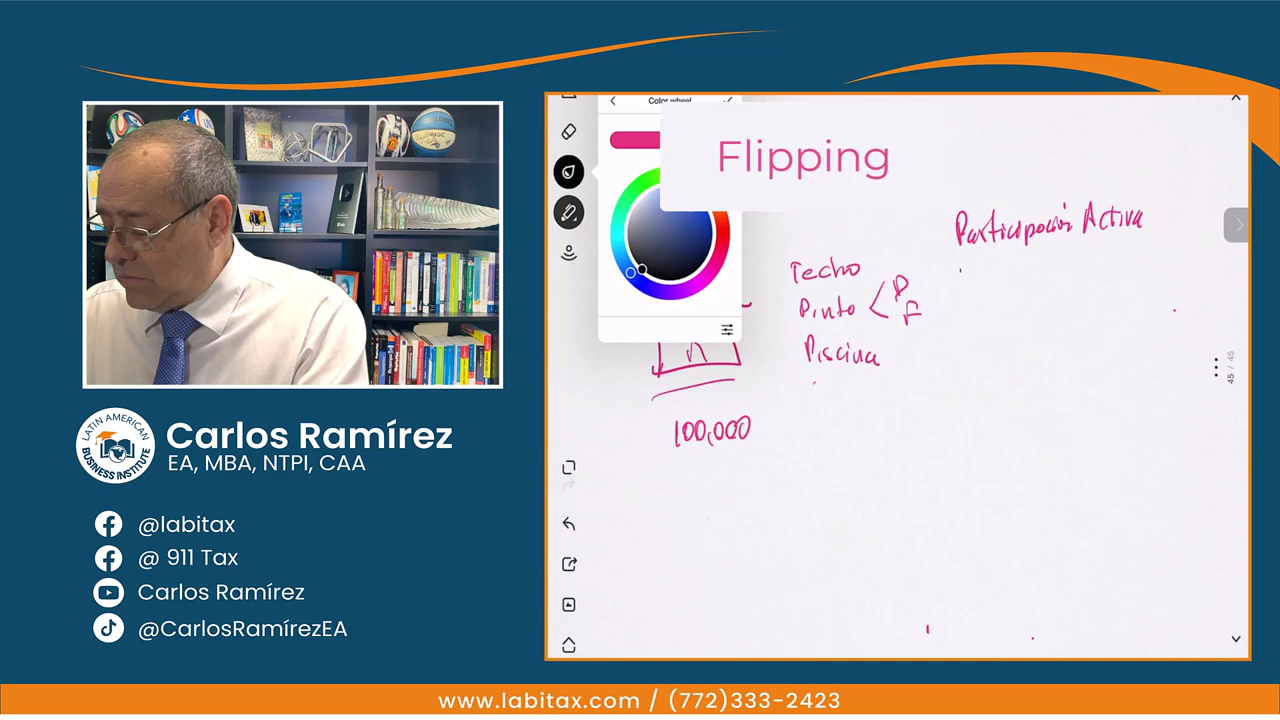 Color wheel
Flipping
Participación Activa
Techo
Pinto < D
F
Piscina
100,000
45 / 45
MAGIC
LATIN AMERICAN
BUSINESS INSTITUTE
Carlos Ramírez
EA, MBA, NTPI, CAA
@labitax
@ 911 Tax
Carlos Ramírez
@CarlosRamírezEA
www.labitax.com / (772)333-2423